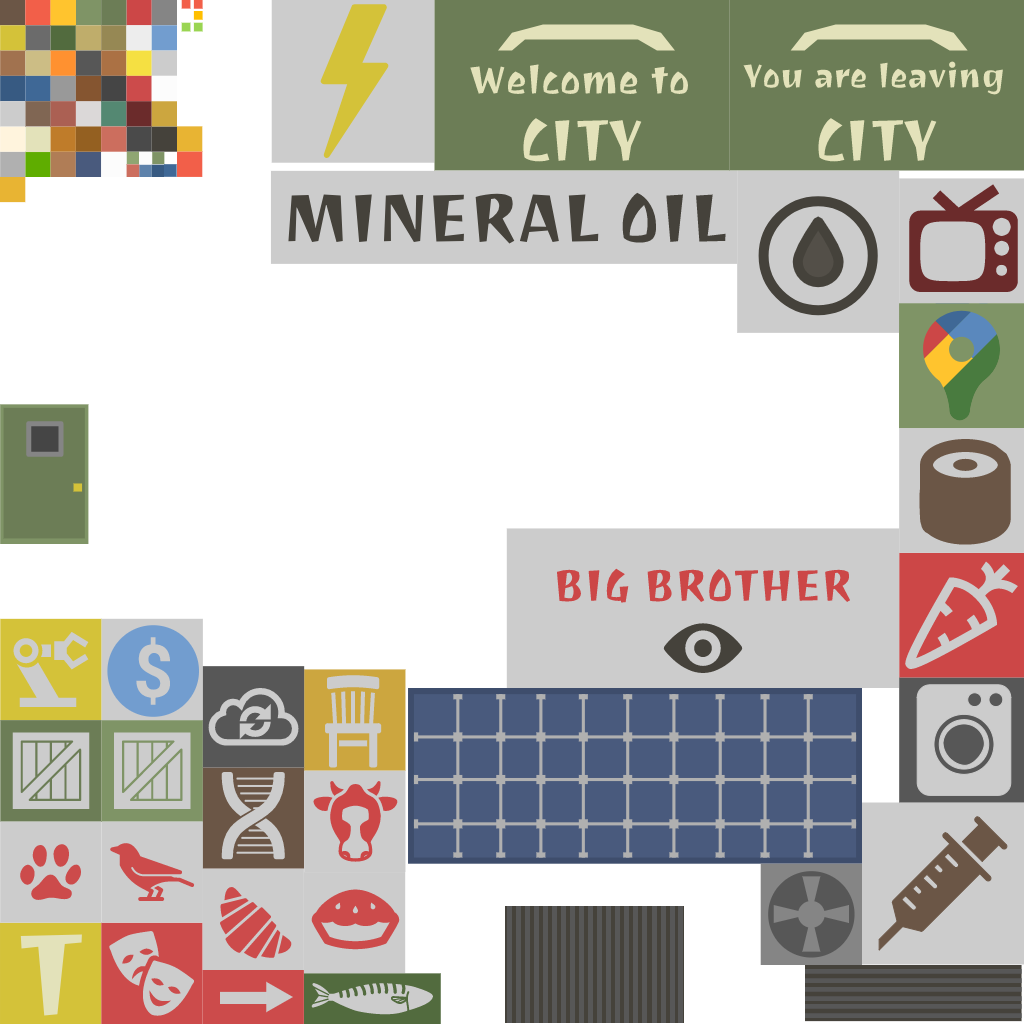 Welcome to
CITY
You are leaving
CITY
MINERAL OIL
BIG BROTHER
$
T